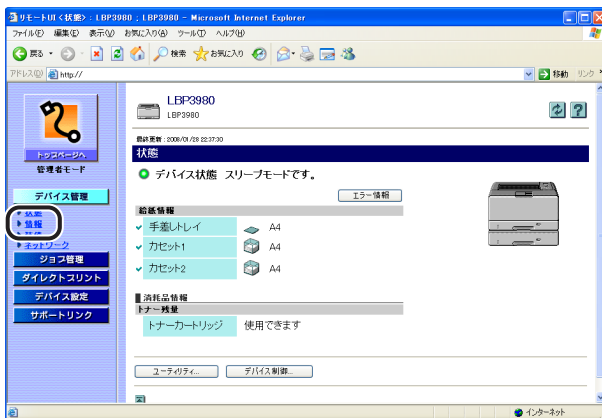 リモートUI <状態> : LBP3980 ; LBP3980 - Microsoft Internet Explorer
ファイル(F) 編集(E) 表示(V) お気に入り(A) ツール(T) ヘルプ(H)
戻る 検索 お気に入り
アドレス(D) http:// 移動 リンク
トップページへ
管理者モード
デバイス管理
状態
情報
ネットワーク
ジョブ管理
ダイレクトプリント
デバイス設定
サポートリンク
LBP3980
LBP3980
最終更新 : 2008/01/28 22:37:30
状態
デバイス状態 スリープモードです。
エラー情報
給紙情報
手差しトレイ A4
カセット1 A4
カセット2 A4
消耗品情報
トナー残量
トナーカートリッジ 使用できます
ユーティリティ... デバイス制御...
インターネット